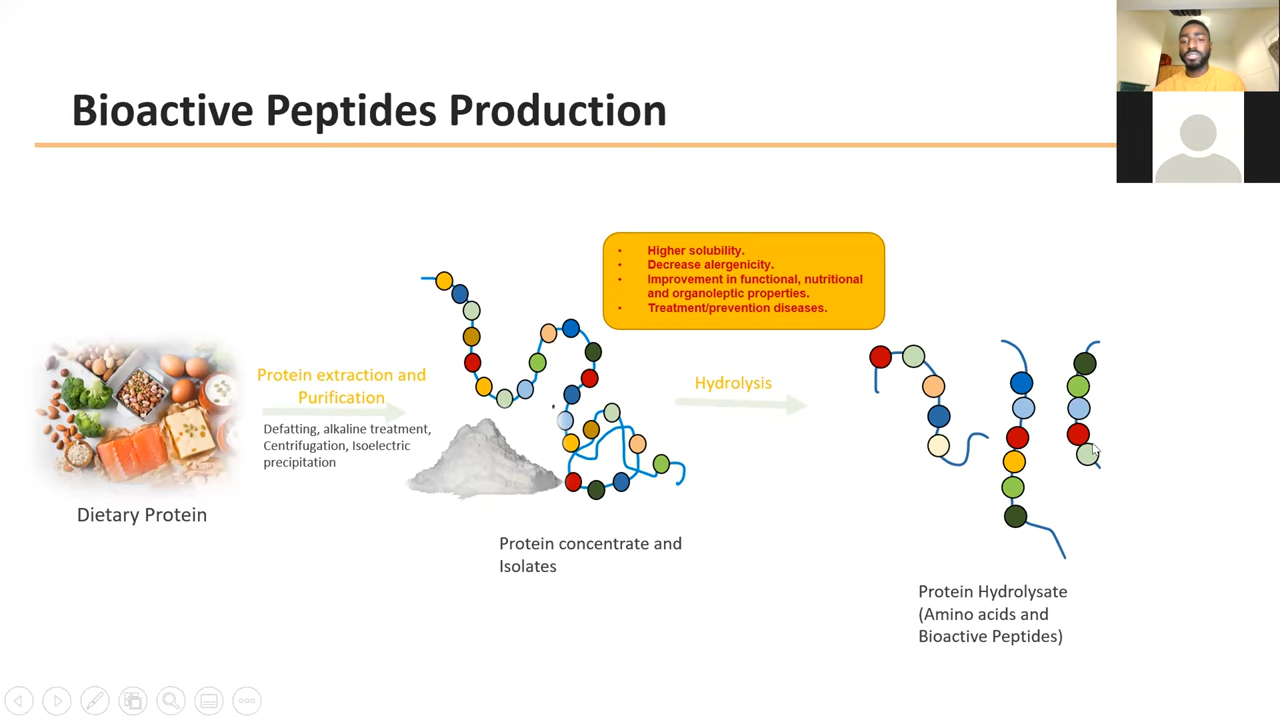 Bioactive Peptides Production
• Higher solubility.
• Decrease alergenicity.
• Improvement in functional, nutritional
and organoleptic properties.
• Treatment/prevention diseases.
Protein extraction and
Purification
Defatting, alkaline treatment,
Centrifugation, Isoelectric
precipitation
Hydrolysis
Dietary Protein
Protein concentrate and
Isolates
Protein Hydrolysate
(Amino acids and
Bioactive Peptides)